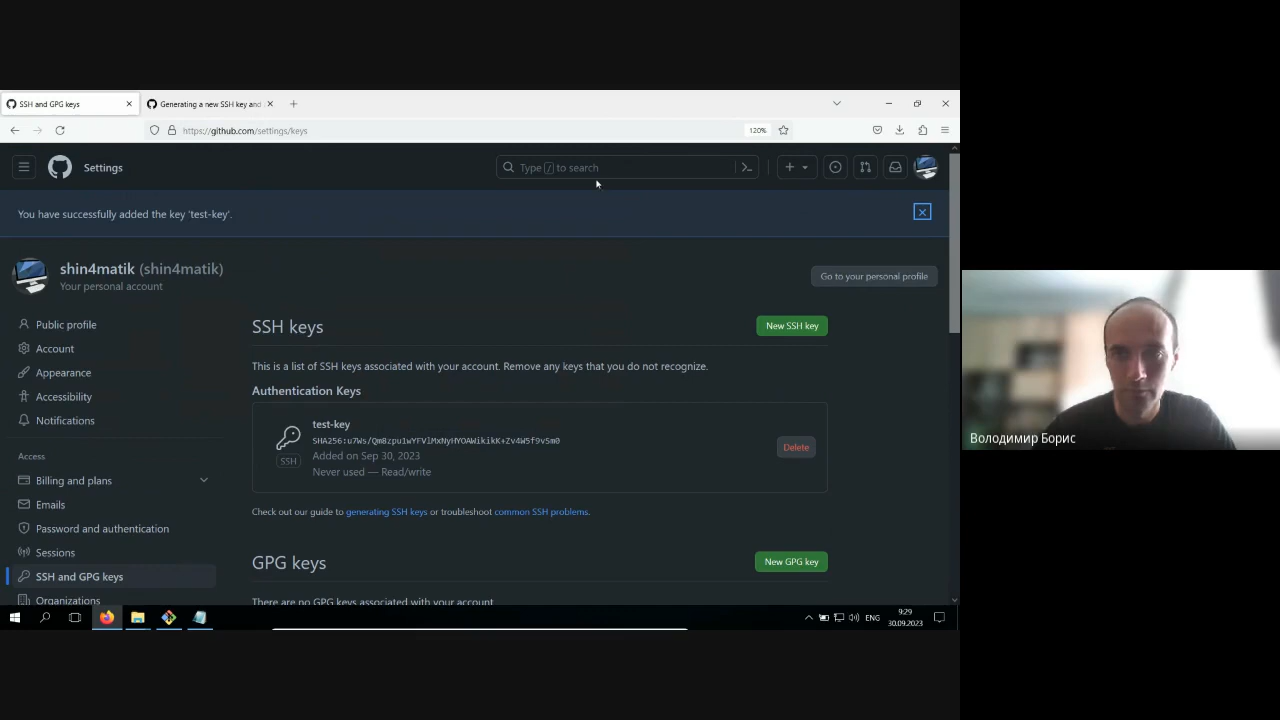 SSH and GPG keys
Generating a new SSH key and
https://github.com/settings/keys
120%
Settings
Type / to search
You have successfully added the key 'test-key'.
shin4matik (shin4matik)
Your personal account
Go to your personal profile
Public profile
Account
Appearance
Accessibility
Notifications
Access
Billing and plans
Emails
Password and authentication
Sessions
SSH and GPG keys
Organizations
SSH keys
New SSH key
This is a list of SSH keys associated with your account. Remove any keys that you do not recognize.
Authentication Keys
test-key
SSH
Added on Sep 30, 2023
Never used — Read/write
Delete
Check out our guide to generating SSH keys or troubleshoot common SSH problems.
GPG keys
New GPG key
There are no GPG keys associated with your account
ENG
9:29
30.09.2023
Володимир Борис